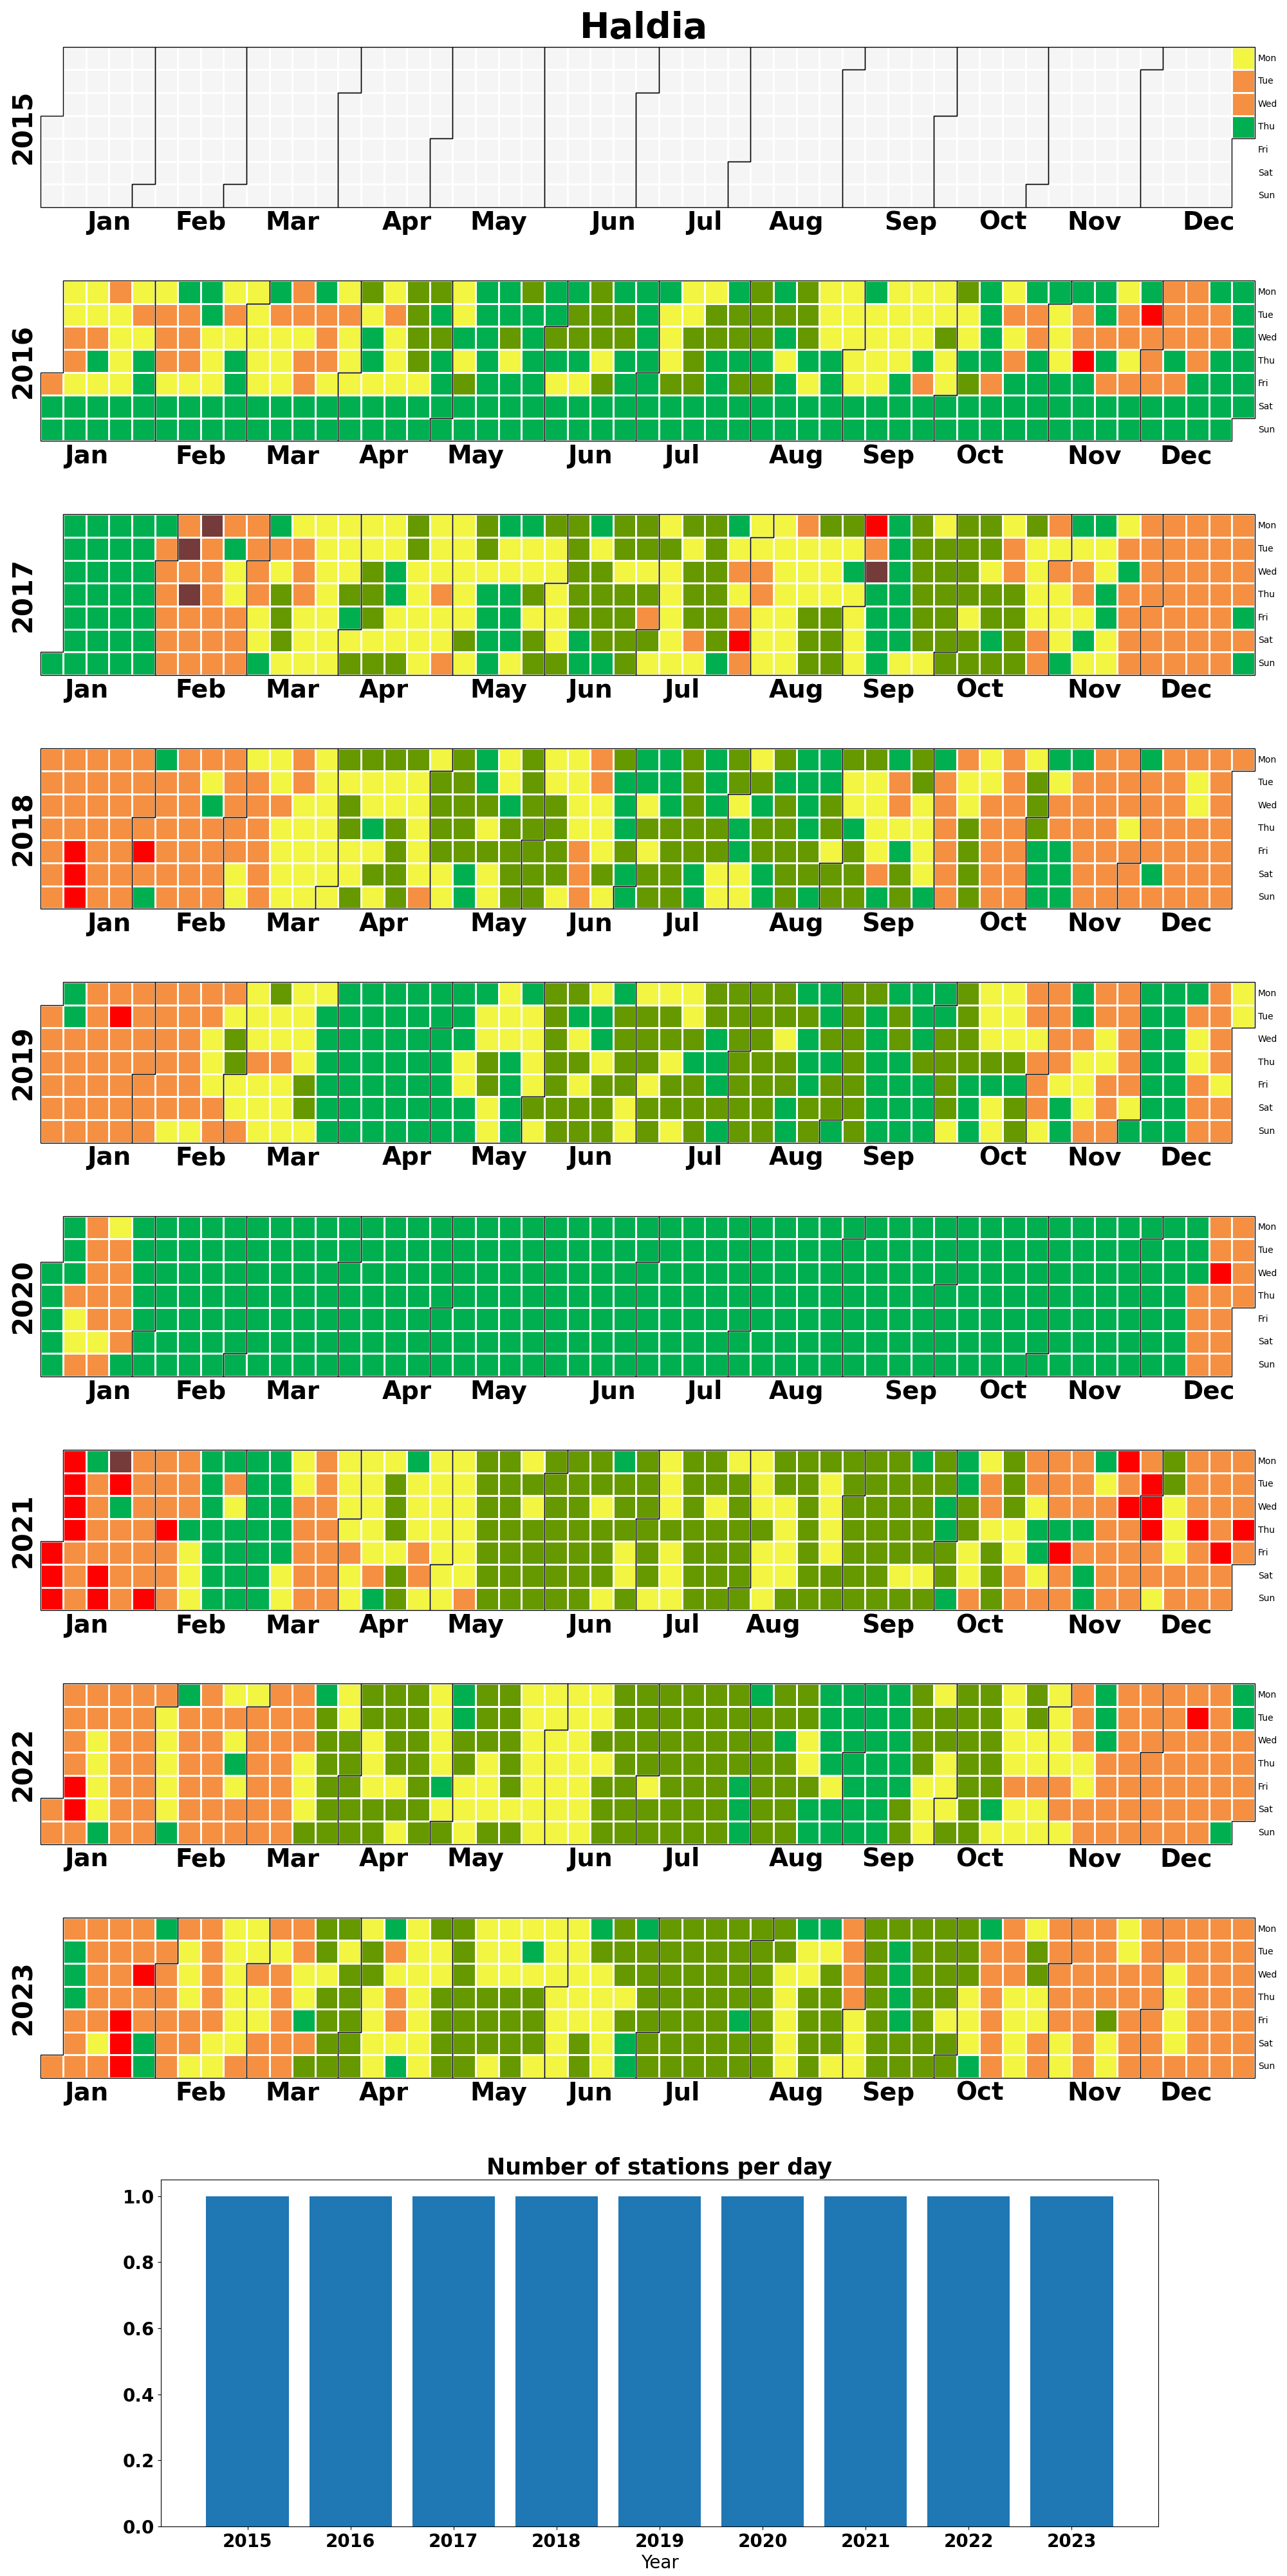 Haldia
2015
Mon
Tue
Wed
Thu
Fri
Sat
Sun
Jan Feb Mar Apr May Jun Jul Aug Sep Oct Nov Dec
2016
Mon
Tue
Wed
Thu
Fri
Sat
Sun
Jan Feb Mar Apr May Jun Jul Aug Sep Oct Nov Dec
2017
Mon
Tue
Wed
Thu
Fri
Sat
Sun
Jan Feb Mar Apr May Jun Jul Aug Sep Oct Nov Dec
2018
Mon
Tue
Wed
Thu
Fri
Sat
Sun
Jan Feb Mar Apr May Jun Jul Aug Sep Oct Nov Dec
2019
Mon
Tue
Wed
Thu
Fri
Sat
Sun
Jan Feb Mar Apr May Jun Jul Aug Sep Oct Nov Dec
2020
Mon
Tue
Wed
Thu
Fri
Sat
Sun
Jan Feb Mar Apr May Jun Jul Aug Sep Oct Nov Dec
2021
Mon
Tue
Wed
Thu
Fri
Sat
Sun
Jan Feb Mar Apr May Jun Jul Aug Sep Oct Nov Dec
2022
Mon
Tue
Wed
Thu
Fri
Sat
Sun
Jan Feb Mar Apr May Jun Jul Aug Sep Oct Nov Dec
2023
Mon
Tue
Wed
Thu
Fri
Sat
Sun
Jan Feb Mar Apr May Jun Jul Aug Sep Oct Nov Dec
Number of stations per day
1.0
0.8
0.6
0.4
0.2
0.0
2015 2016 2017 2018 2019 2020 2021 2022 2023
Year